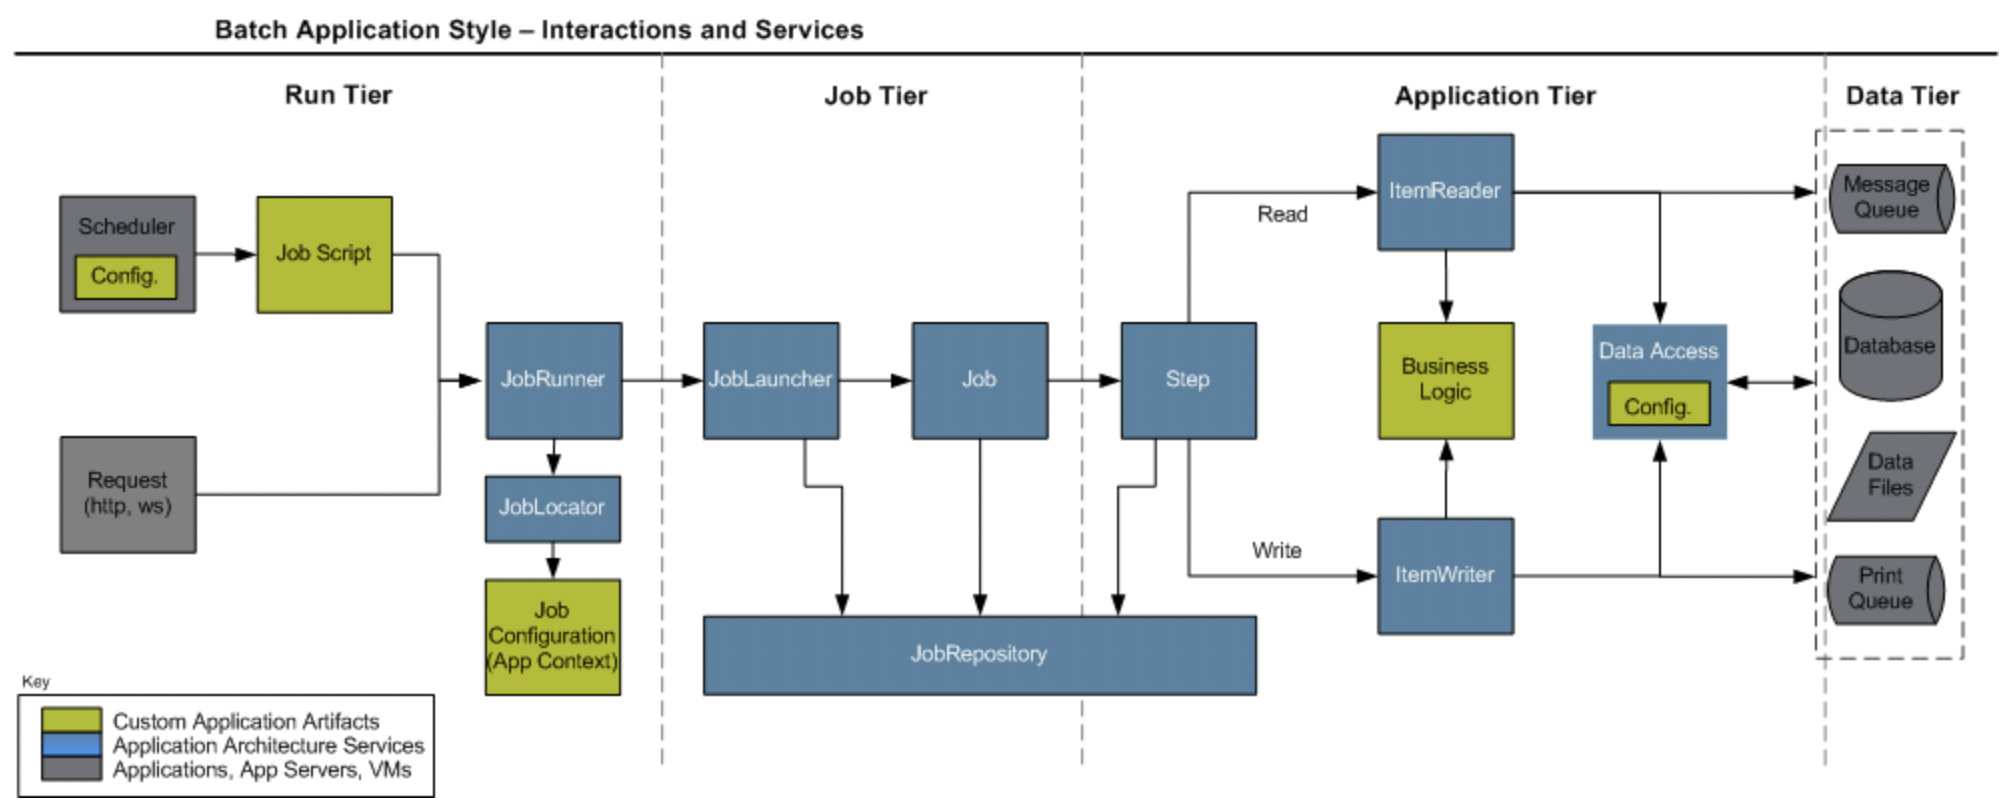 Batch Application Style – Interactions and Services
Run Tier
Job Tier
Application Tier
Data Tier
Scheduler
Config.
Job Script
Request
(http, ws)
JobRunner
JobLocator
Job
Configuration
(App Context)
JobLauncher
Job
Step
JobRepository
Read
Write
ItemReader
Business
Logic
ItemWriter
Data Access
Config.
Message
Queue
Database
Data
Files
Print
Queue
Key
Custom Application Artifacts
Application Architecture Services
Applications, App Servers, VMs